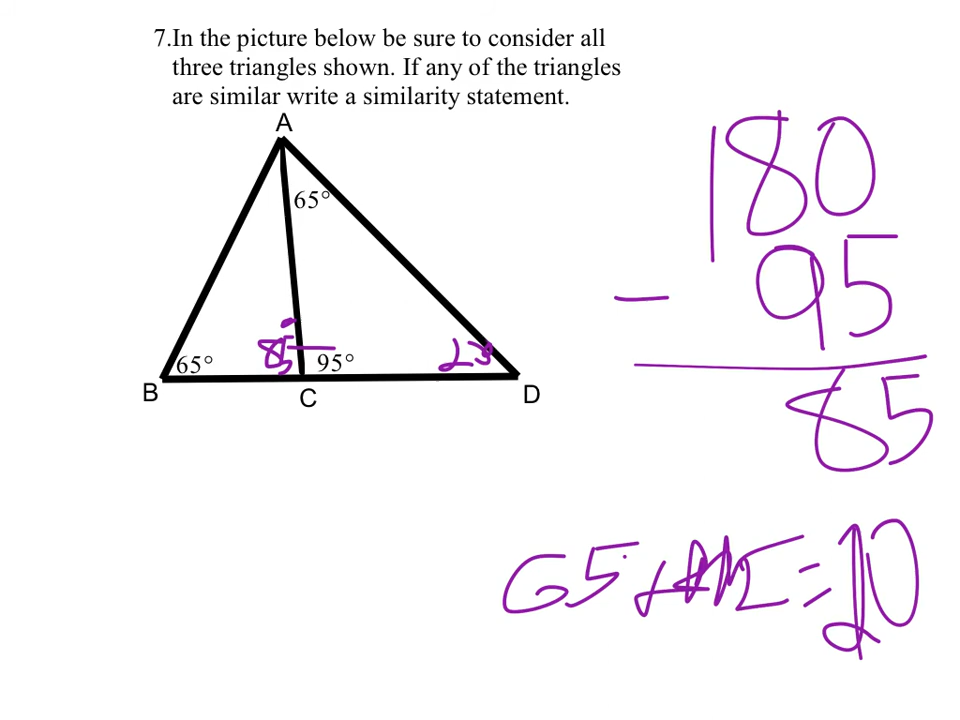 7.In the picture below be sure to consider all
three triangles shown. If any of the triangles
are similar write a similarity statement.
A
65°
180
- 95
85
65°
85
95°
B
C
D
65